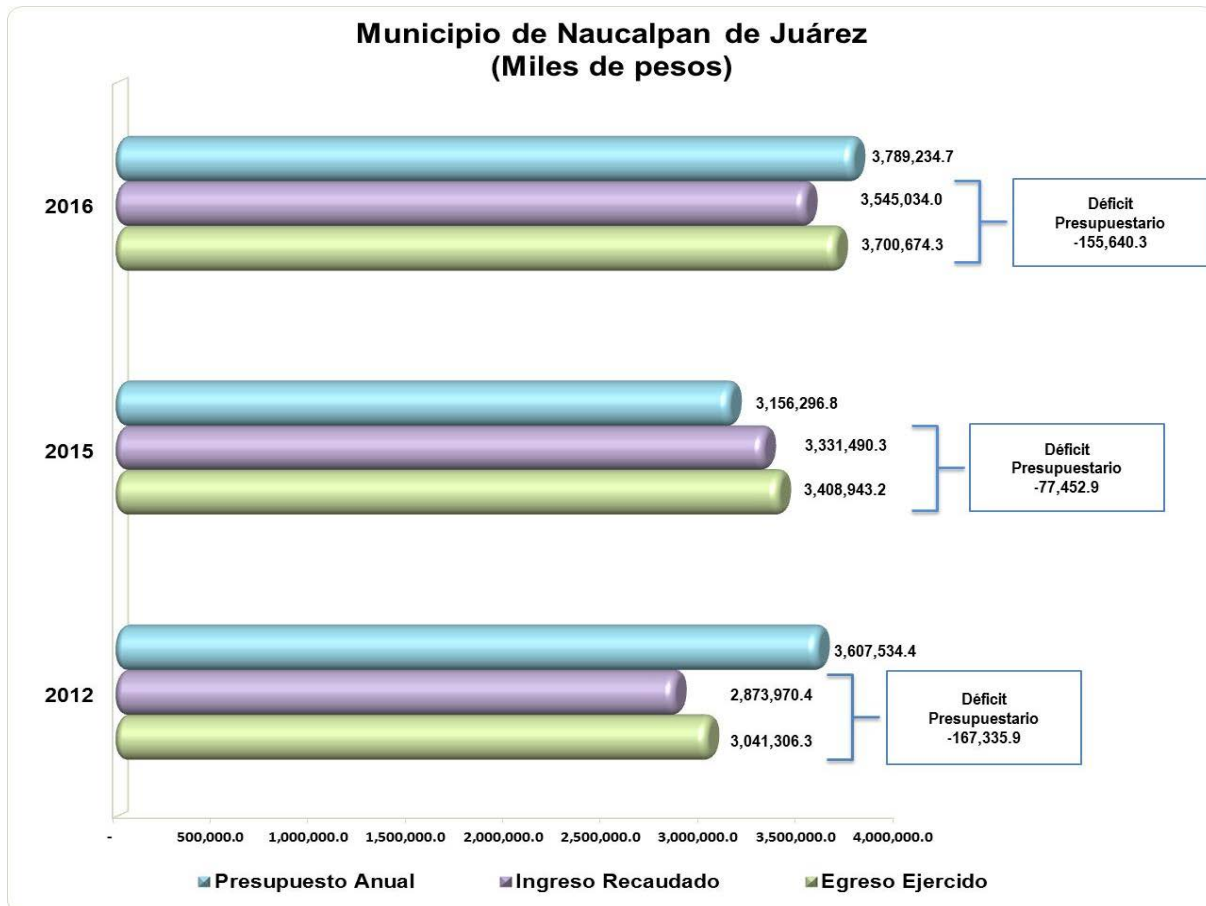 Municipio de Naucalpan de Juárez
(Miles de pesos)
2016
3,789,234.7
3,545,034.0
3,700,674.3
Déficit
Presupuestario
-155,640.3
2015
3,156,296.8
3,331,490.3
3,408,943.2
Déficit
Presupuestario
-77,452.9
2012
3,607,534.4
2,873,970.4
3,041,306.3
Déficit
Presupuestario
-167,335.9
- 500,000.0 1,000,000.0 1,500,000.0 2,000,000.0 2,500,000.0 3,000,000.0 3,500,000.0 4,000,000.0
Presupuesto Anual Ingreso Recaudado Egreso Ejercido